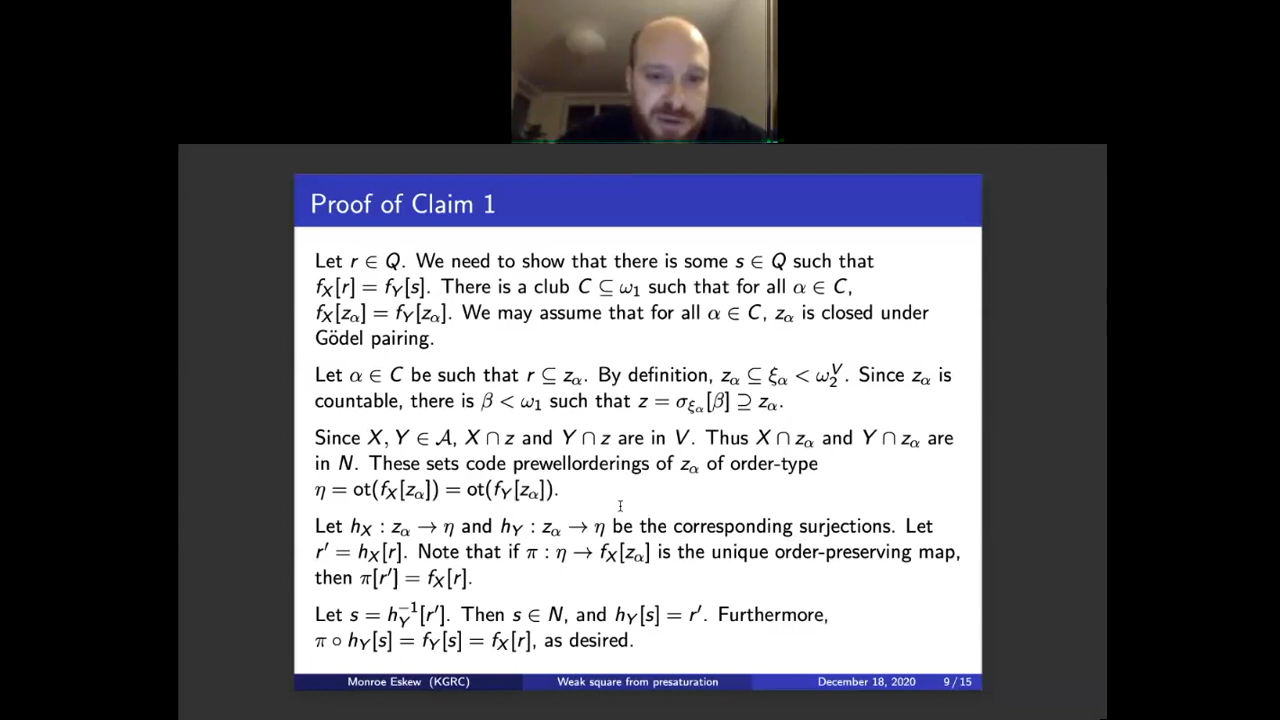 Proof of Claim 1
Let r ∈ Q. We need to show that there is some s ∈ Q such that
f_X[r] = f_Y[s]. There is a club C ⊆ ω₁ such that for all α ∈ C,
f_X[z_α] = f_Y[z_α]. We may assume that for all α ∈ C, z_α is closed under
Gödel pairing.
Let α ∈ C be such that r ⊆ z_α. By definition, z_α ⊆ ξ_α < ω₂^V. Since z_α is
countable, there is β < ω₁ such that z = σ_{ξ_α}[β] ⊇ z_α.
Since X, Y ∈ 𝒜, X ∩ z and Y ∩ z are in V. Thus X ∩ z_α and Y ∩ z_α are
in N. These sets code prewellorderings of z_α of order-type
η = ot(f_X[z_α]) = ot(f_Y[z_α]).
Let h_X : z_α → η and h_Y : z_α → η be the corresponding surjections. Let
r′ = h_X[r]. Note that if π : η → f_X[z_α] is the unique order-preserving map,
then π[r′] = f_X[r].
Let s = h_Y^{-1}[r′]. Then s ∈ N, and h_Y[s] = r′. Furthermore,
π ∘ h_Y[s] = f_Y[s] = f_X[r], as desired.
Monroe Eskew (KGRC) Weak square from presaturation December 18, 2020 9 / 15